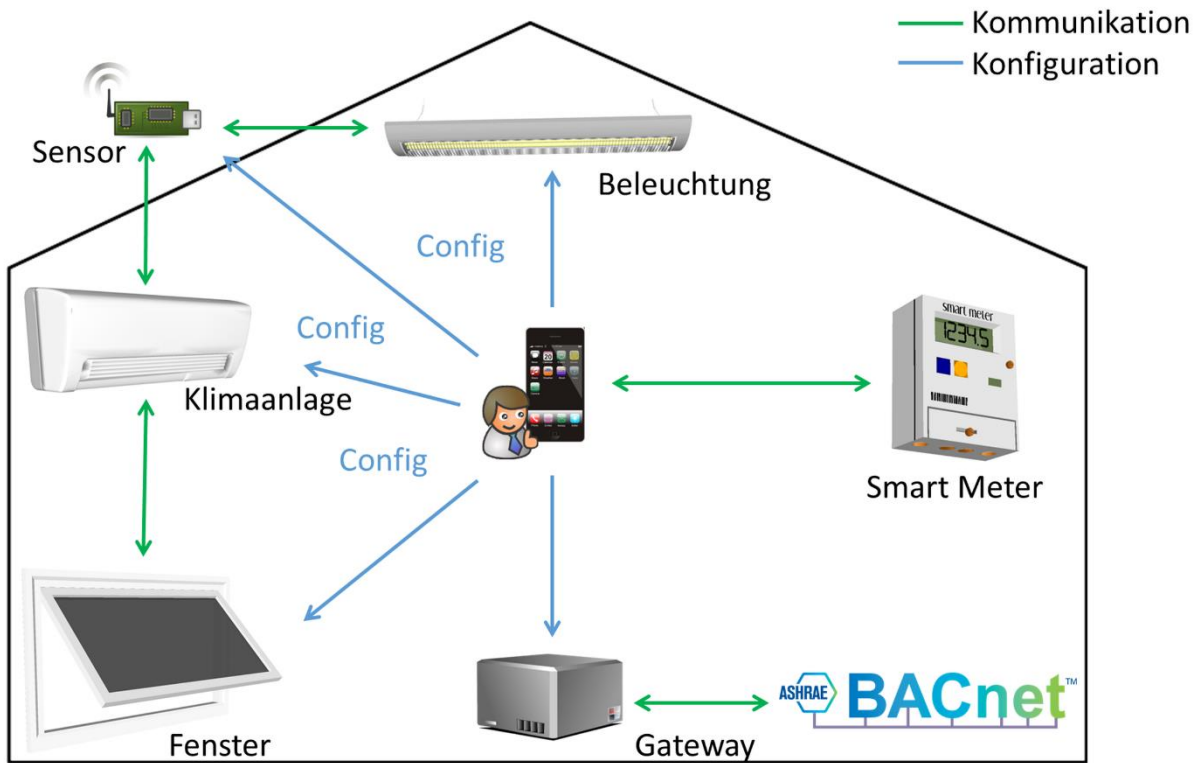 Kommunikation
Konfiguration
Sensor
Beleuchtung
Config
smart meter
1234.5
Config
Klimaanlage
Config
Smart Meter
ASHRAE BACnet™
Fenster
Gateway